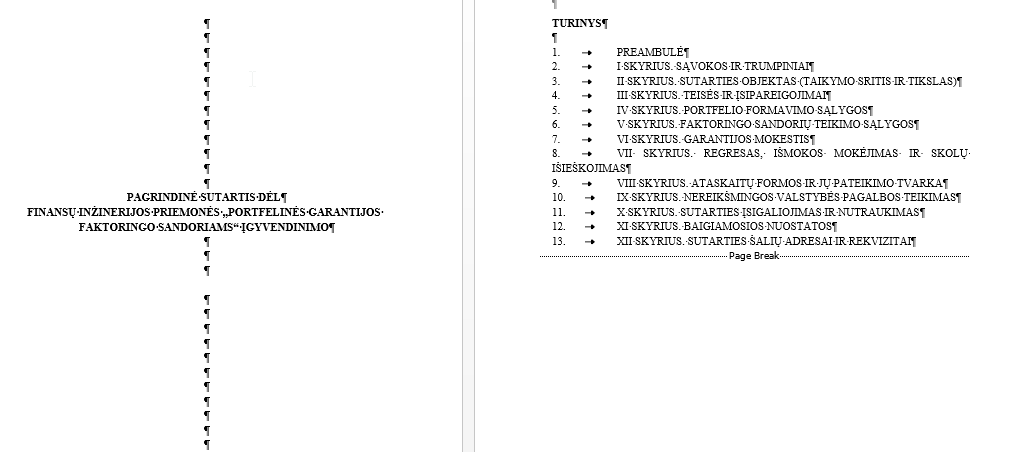 PAGRINDINĖ SUTARTIS DĖL
FINANSŲ INŽINERIJOS PRIEMONĖS „PORTFELINĖS GARANTIJOS
FAKTORINGO SANDORIAMS“ ĮGYVENDINIMO
TURINYS
1. PREAMBULĖ
2. I SKYRIUS. SĄVOKOS IR TRUMPINIAI
3. II SKYRIUS. SUTARTIES OBJEKTAS (TAIKYMO SRITIS IR TIKSLAS)
4. III SKYRIUS. TEISĖS IR ĮSIPAREIGOJIMAI
5. IV SKYRIUS. PORTFELIO FORMAVIMO SĄLYGOS
6. V SKYRIUS. FAKTORINGO SANDORIŲ TEIKIMO SĄLYGOS
7. VI SKYRIUS. GARANTIJOS MOKESTIS
8. VII SKYRIUS. REGRESAS, IŠMOKOS MOKĖJIMAS IR SKOLŲ
IŠIEŠKOJIMAS
9. VIII SKYRIUS. ATASKAITŲ FORMOS IR JŲ PATEIKIMO TVARKA
10. IX SKYRIUS. NEREIKŠMINGOS VALSTYBĖS PAGALBOS TEIKIMAS
11. X SKYRIUS. SUTARTIES ĮSIGALIOJIMAS IR NUTRAUKIMAS
12. XI SKYRIUS. BAIGIAMOSIOS NUOSTATOS
13. XII SKYRIUS. SUTARTIES ŠALIŲ ADRESAI IR REKVIZITAI
Page Break